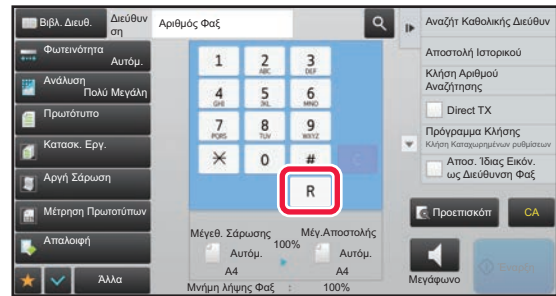 Βιβλ. Διευθ.
Διεύθυν
ση
Αριθμός Φαξ
Φωτεινότητα
Αυτόμ.
Ανάλυση
Πολύ Μεγάλη
Πρωτότυπο
Κατασκ. Εργ.
Αργή Σάρωση
Μέτρηση Πρωτοτύπων
Απαλοιφή
Άλλα
1
2
ABC
3
DEF
4
GHI
5
JKL
6
MNO
7
PQRS
8
TUV
9
WXYZ
0
#
C
R
Μέγεθ. Σάρωσης
Αυτόμ.
A4
100%
Μέγ.Αποστολής
Αυτόμ.
A4
Μνήμη λήψης Φαξ : 100%
Αναζήτ Καθολικής Διεύθυν
Αποστολή Ιστορικού
Κλήση Αριθμού
Αναζήτησης
Direct TX
Πρόγραμμα Κλήσης
Κλήση Καταχωρημένων ρυθμίσεων
Αποσ. Ίδιας Εικόν.
ως Διεύθυνση Φαξ
Προεπισκόπ
CA
Μεγάφωνο
Έναρξη